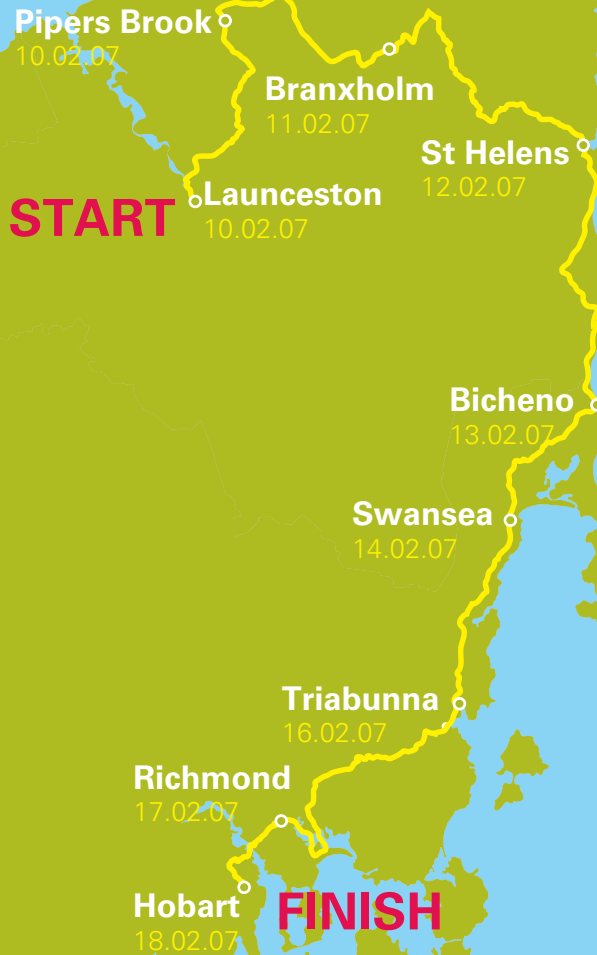 Pipers Brook
10.02.07
Branxholm
11.02.07
St Helens
12.02.07
START
Launceston
10.02.07
Bicheno
13.02.07
Swansea
14.02.07
Triabunna
16.02.07
Richmond
17.02.07
Hobart
18.02.07
FINISH